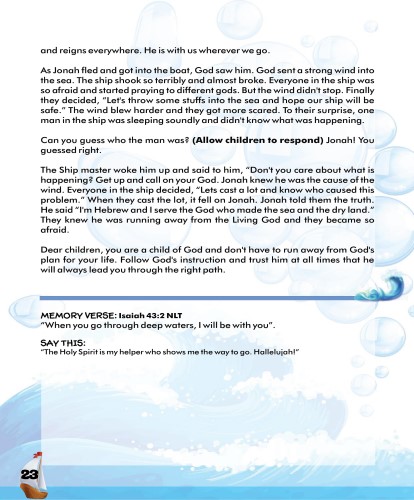 and reigns everywhere. He is with us wherever we go.
As Jonah fled and got into the boat, God saw him. God sent a strong wind into
the sea. The ship shook so terribly and almost broke. Everyone in the ship was
so afraid and started praying to different gods. But the wind didn't stop. Finally
they decided, "Let's throw some stuffs into the sea and hope our ship will be
safe." The wind blew harder and they got more scared. To their surprise, one
man in the ship was sleeping soundly and didn't know what was happening.
Can you guess who the man was? (Allow children to respond) Jonah! You
guessed right.
The Ship master woke him up and said to him, "Don't you care about what is
happening? Get up and call on your God. Jonah knew he was the cause of the
wind. Everyone in the ship decided, "Lets cast a lot and know who caused this
problem." When they cast the lot, it fell on Jonah. Jonah told them the truth.
He said "I'm Hebrew and I serve the God who made the sea and the dry land."
They knew he was running away from the Living God and they became so
afraid.
Dear children, you are a child of God and don't have to run away from God's
plan for your life. Follow God's instruction and trust him at all times that he
will always lead you through the right path.
MEMORY VERSE: Isaiah 43:2 NLT
"When you go through deep waters, I will be with you".
SAY THIS:
"The Holy Spirit is my helper who shows me the way to go. Hallelujah!"
23